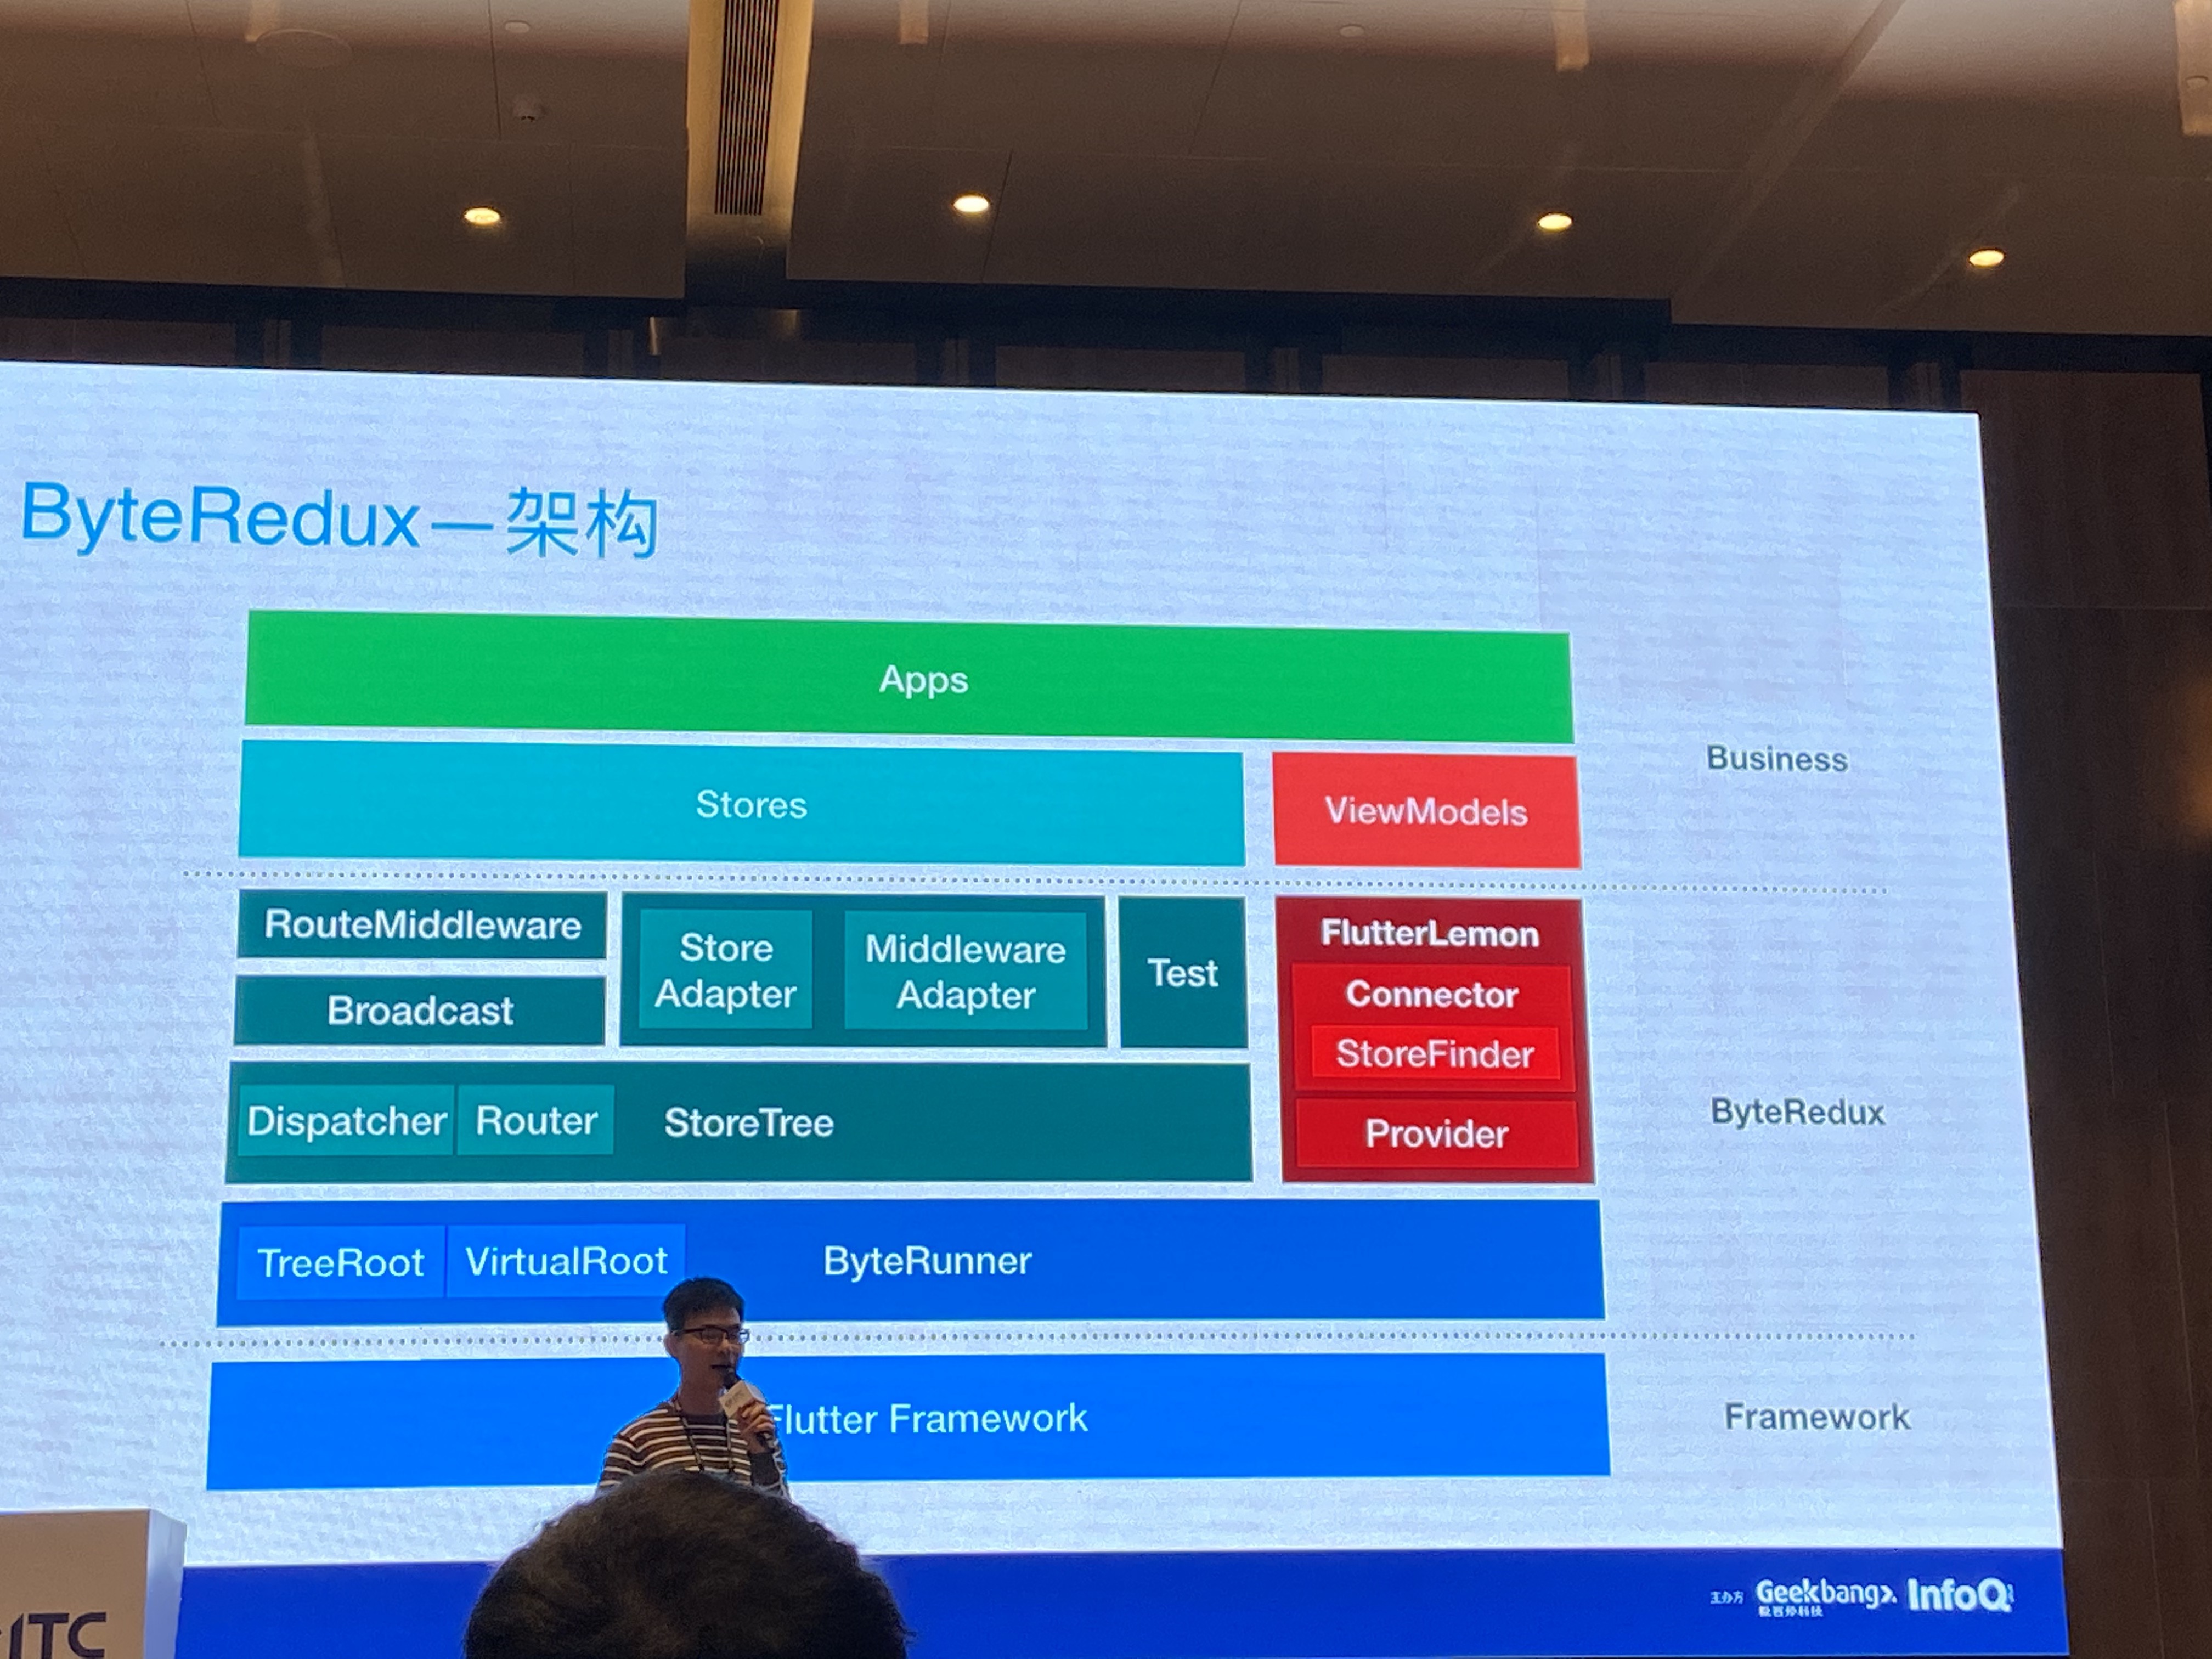 ByteRedux—架构
Apps
Stores
ViewModels
Business
RouteMiddleware
Broadcast
Store
Adapter
Middleware
Adapter
Test
FlutterLemon
Connector
StoreFinder
Provider
Dispatcher
Router
StoreTree
ByteRedux
TreeRoot
VirtualRoot
ByteRunner
Flutter Framework
Framework
主办方
Geekbang>.
极客邦科技
InfoQ
ITC